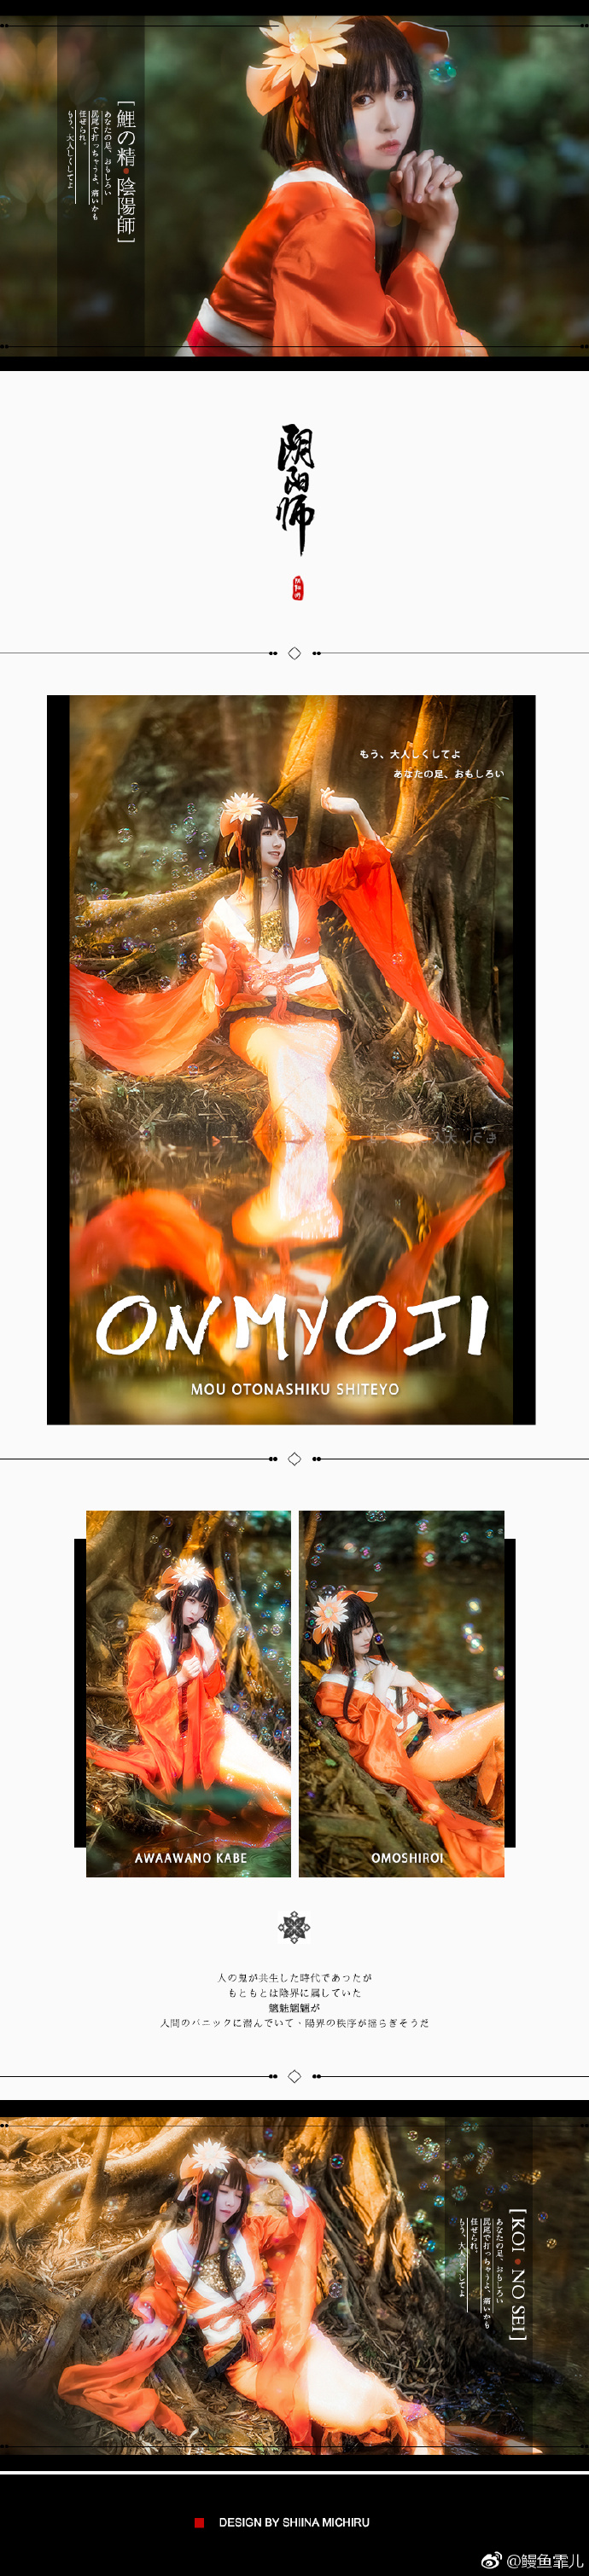 [鯉の精•陰陽師]
あなたの足、おもしろい
尻尾で打っちゃうよ、痛いかも
任せられ。
もう、大人しくしてよ
阴阳师
阴阳师
もう、大人しくしてよ
あなたの足、おもしろい
ONMYOJI
MOU OTONASHIKU SHITEYO
AWAAWANO KABE
OMOSHIROI
人の鬼が共生した時代であつたが
もともとは陰界に属していた
魑魅魍魎が
人間のパニックに潜んでいて・陽界の秩序が揺らぎそうだ
[KOI•NO SEI]
あなたの足、おもしろい
尻尾で打っちゃうよ、痛いかも
任せられ。
もう、大人しくしてよ
DESIGN BY SHIINA MICHIRU
@鳗鱼霏儿